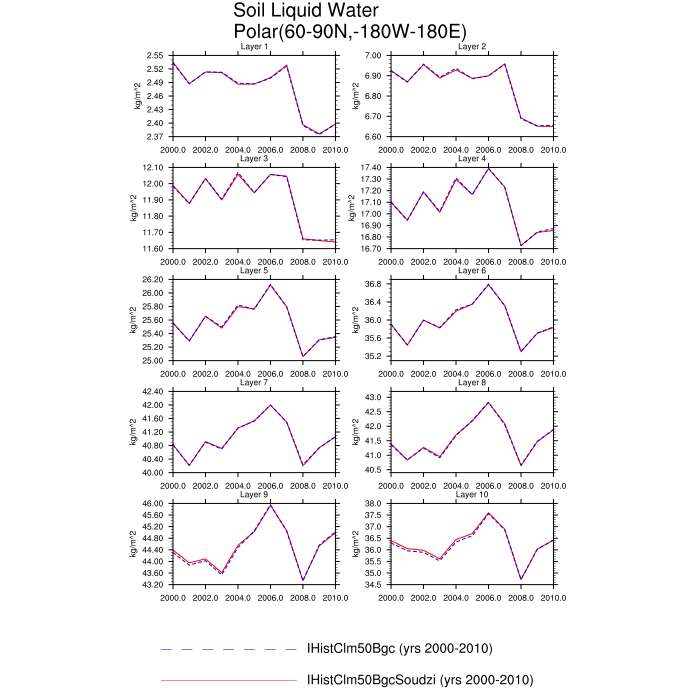 Soil Liquid Water
Polar(60-90N,-180W-180E)
Layer 1
2.55
2.52
2.49
2.46
2.43
2.40
2.37
kg/m^2
2000.0 2002.0 2004.0 2006.0 2008.0 2010.0
Layer 2
7.00
6.90
6.80
6.70
6.60
kg/m^2
2000.0 2002.0 2004.0 2006.0 2008.0 2010.0
Layer 3
12.10
12.00
11.90
11.80
11.70
11.60
kg/m^2
2000.0 2002.0 2004.0 2006.0 2008.0 2010.0
Layer 4
17.40
17.30
17.20
17.10
17.00
16.90
16.80
16.70
kg/m^2
2000.0 2002.0 2004.0 2006.0 2008.0 2010.0
Layer 5
26.20
26.00
25.80
25.60
25.40
25.20
25.00
kg/m^2
2000.0 2002.0 2004.0 2006.0 2008.0 2010.0
Layer 6
36.8
36.4
36.0
35.6
35.2
kg/m^2
2000.0 2002.0 2004.0 2006.0 2008.0 2010.0
Layer 7
42.40
42.00
41.60
41.20
40.80
40.40
40.00
kg/m^2
2000.0 2002.0 2004.0 2006.0 2008.0 2010.0
Layer 8
43.0
42.5
42.0
41.5
41.0
40.5
kg/m^2
2000.0 2002.0 2004.0 2006.0 2008.0 2010.0
Layer 9
46.00
45.60
45.20
44.80
44.40
44.00
43.60
43.20
kg/m^2
2000.0 2002.0 2004.0 2006.0 2008.0 2010.0
Layer 10
38.0
37.5
37.0
36.5
36.0
35.5
35.0
34.5
kg/m^2
2000.0 2002.0 2004.0 2006.0 2008.0 2010.0
IHistClm50Bgc (yrs 2000-2010)
IHistClm50BgcSoudzi (yrs 2000-2010)